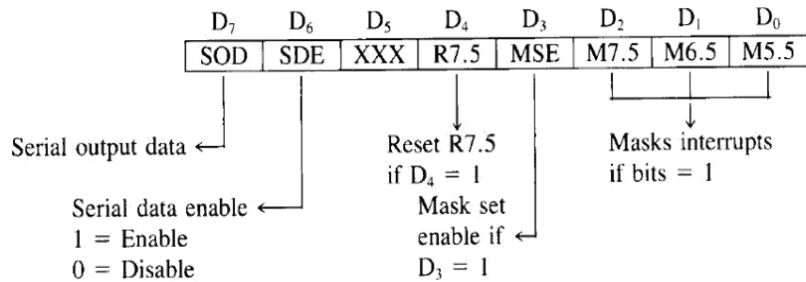 D₇ D₆ D₅ D₄ D₃ D₂ D₁ D₀
SOD SDE XXX R7.5 MSE M7.5 M6.5 M5.5
Serial output data
Reset R7.5
if D₄ = 1
Masks interrupts
if bits = 1
Serial data enable
1 = Enable
0 = Disable
Mask set
enable if
D₃ = 1